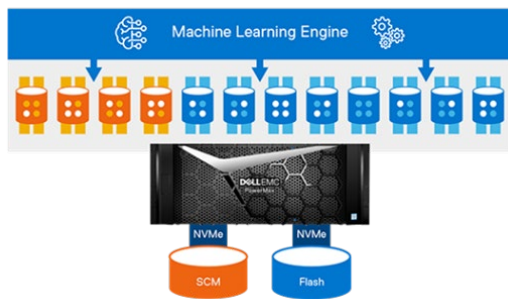 Machine Learning Engine
DELLEMC
PowerMax
NVMe
NVMe
SCM
Flash